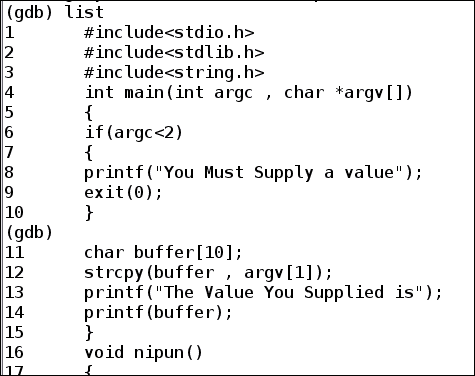 (gdb) list
1 #include<stdio.h>
2 #include<stdlib.h>
3 #include<string.h>
4 int main(int argc , char *argv[])
5 {
6 if(argc<2)
7 {
8 printf("You Must Supply a value");
9 exit(0);
10 }
(gdb)
11 char buffer[10];
12 strcpy(buffer , argv[1]);
13 printf("The Value You Supplied is");
14 printf(buffer);
15 }
16 void nipun()
17 {